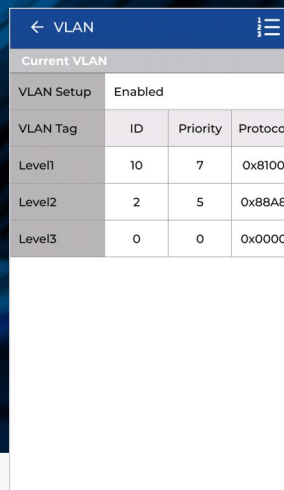 ← VLAN
Current VLAN
VLAN Setup Enabled
VLAN Tag ID Priority Protoco
Level1 10 7 0x8100
Level2 2 5 0x88A8
Level3 0 0 0x0000